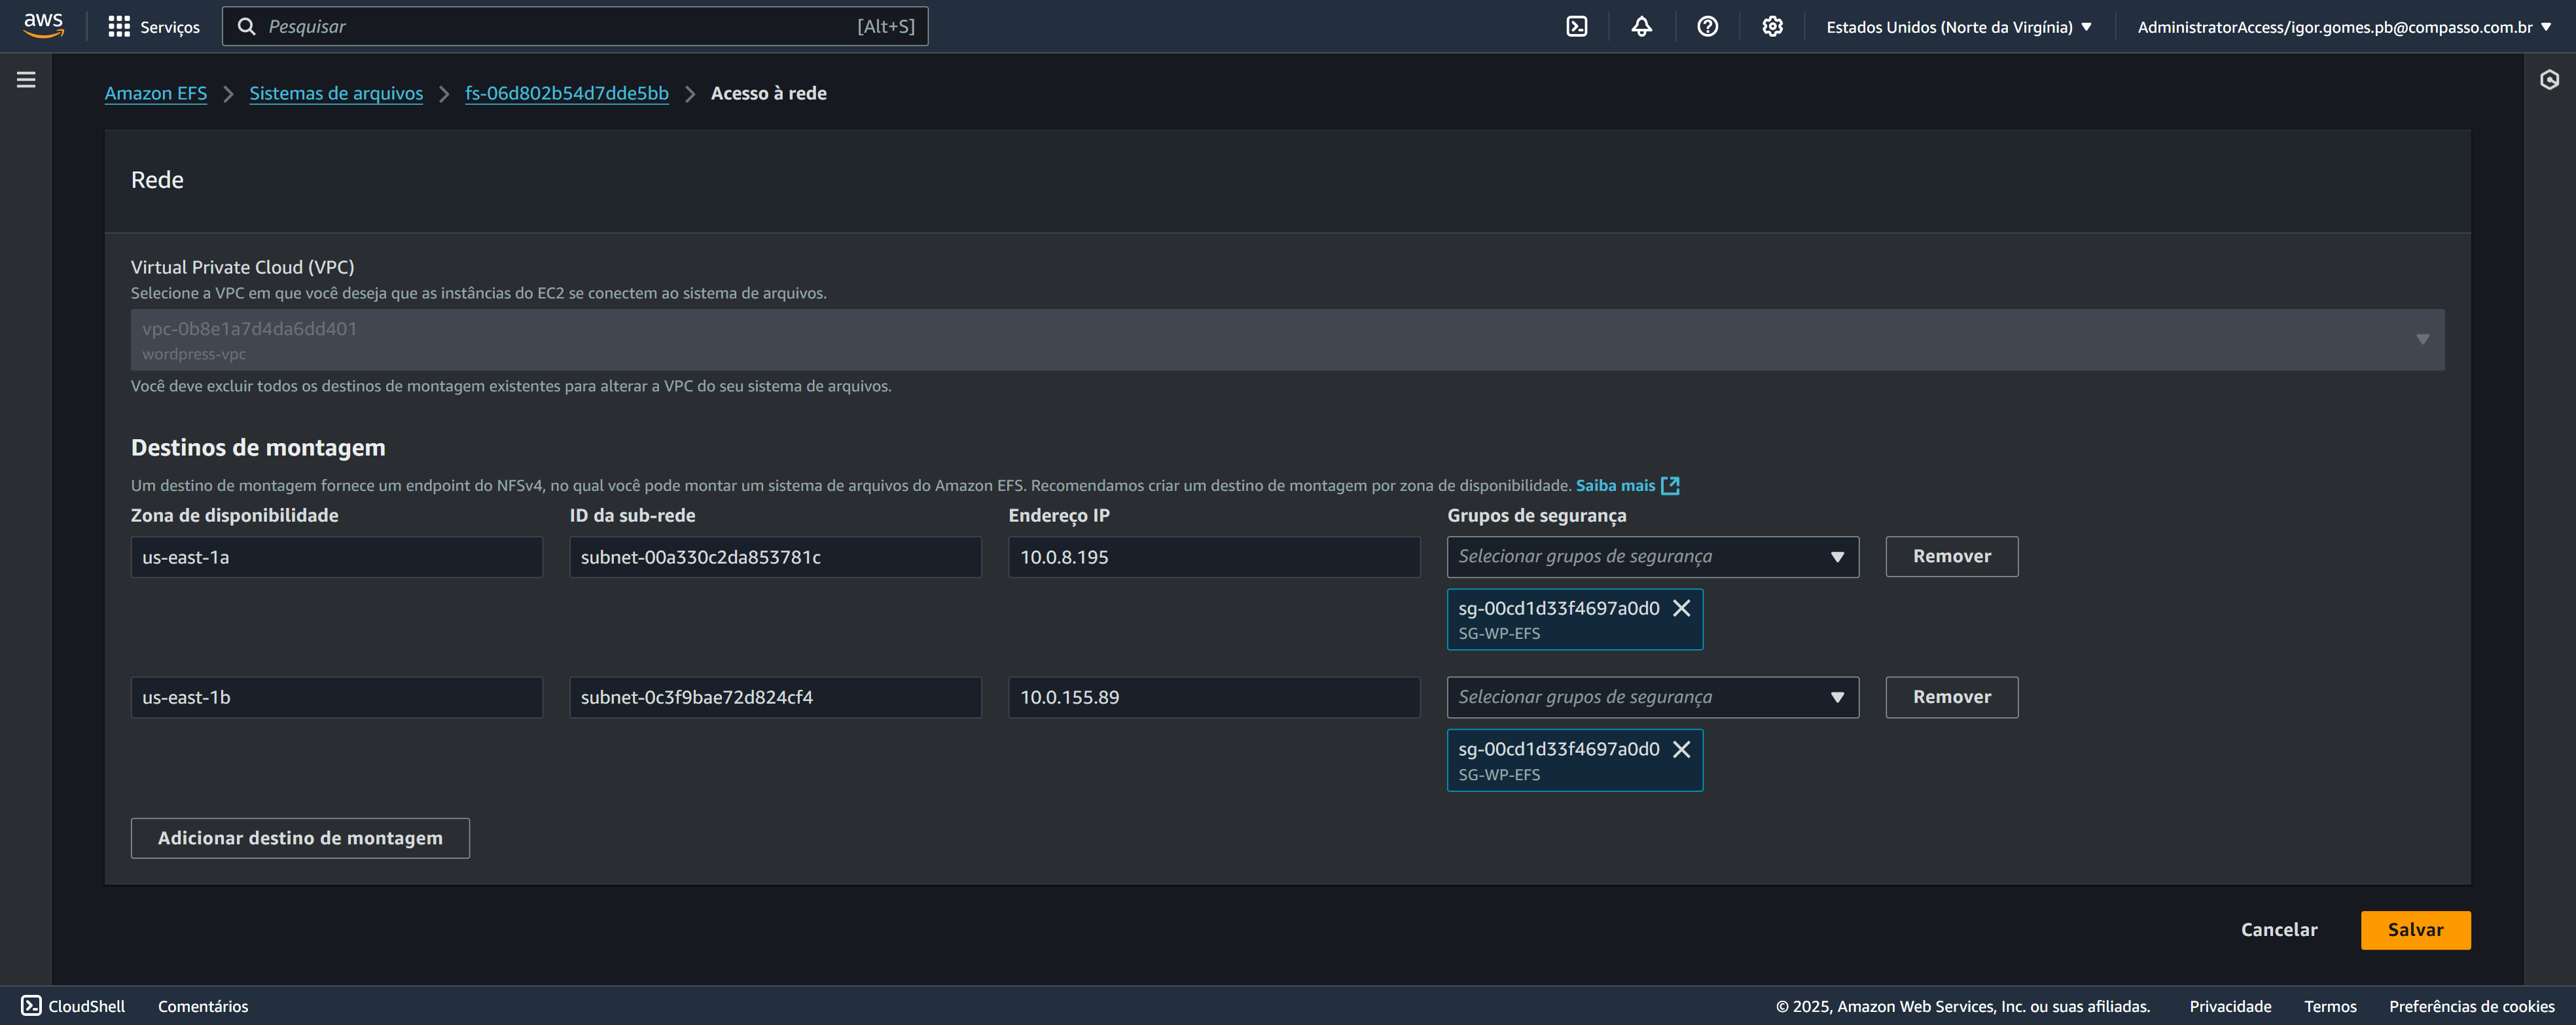 aws
Serviços
Pesquisar
[Alt+S]
Estados Unidos (Norte da Virgínia)
AdministratorAccess/igor.gomes.pb@compasso.com.br
Amazon EFS
Sistemas de arquivos
fs-06d802b54d7dde5bb
Acesso à rede
Rede
Virtual Private Cloud (VPC)
Selecione a VPC em que você deseja que as instâncias do EC2 se conectem ao sistema de arquivos.
vpc-0b8e1a7d4da6dd401
wordpress-vpc
Você deve excluir todos os destinos de montagem existentes para alterar a VPC do seu sistema de arquivos.
Destinos de montagem
Um destino de montagem fornece um endpoint do NFSv4, no qual você pode montar um sistema de arquivos do Amazon EFS. Recomendamos criar um destino de montagem por zona de disponibilidade. Saiba mais
Zona de disponibilidade
ID da sub-rede
Endereço IP
Grupos de segurança
us-east-1a
subnet-00a330c2da853781c
10.0.8.195
Selecionar grupos de segurança
Remover
sg-00cd1d33f4697a0d0
SG-WP-EFS
us-east-1b
subnet-0c3f9bae72d824cf4
10.0.155.89
Selecionar grupos de segurança
Remover
sg-00cd1d33f4697a0d0
SG-WP-EFS
Adicionar destino de montagem
Cancelar
Salvar
CloudShell
Comentários
© 2025, Amazon Web Services, Inc. ou suas afiliadas.
Privacidade
Termos
Preferências de cookies